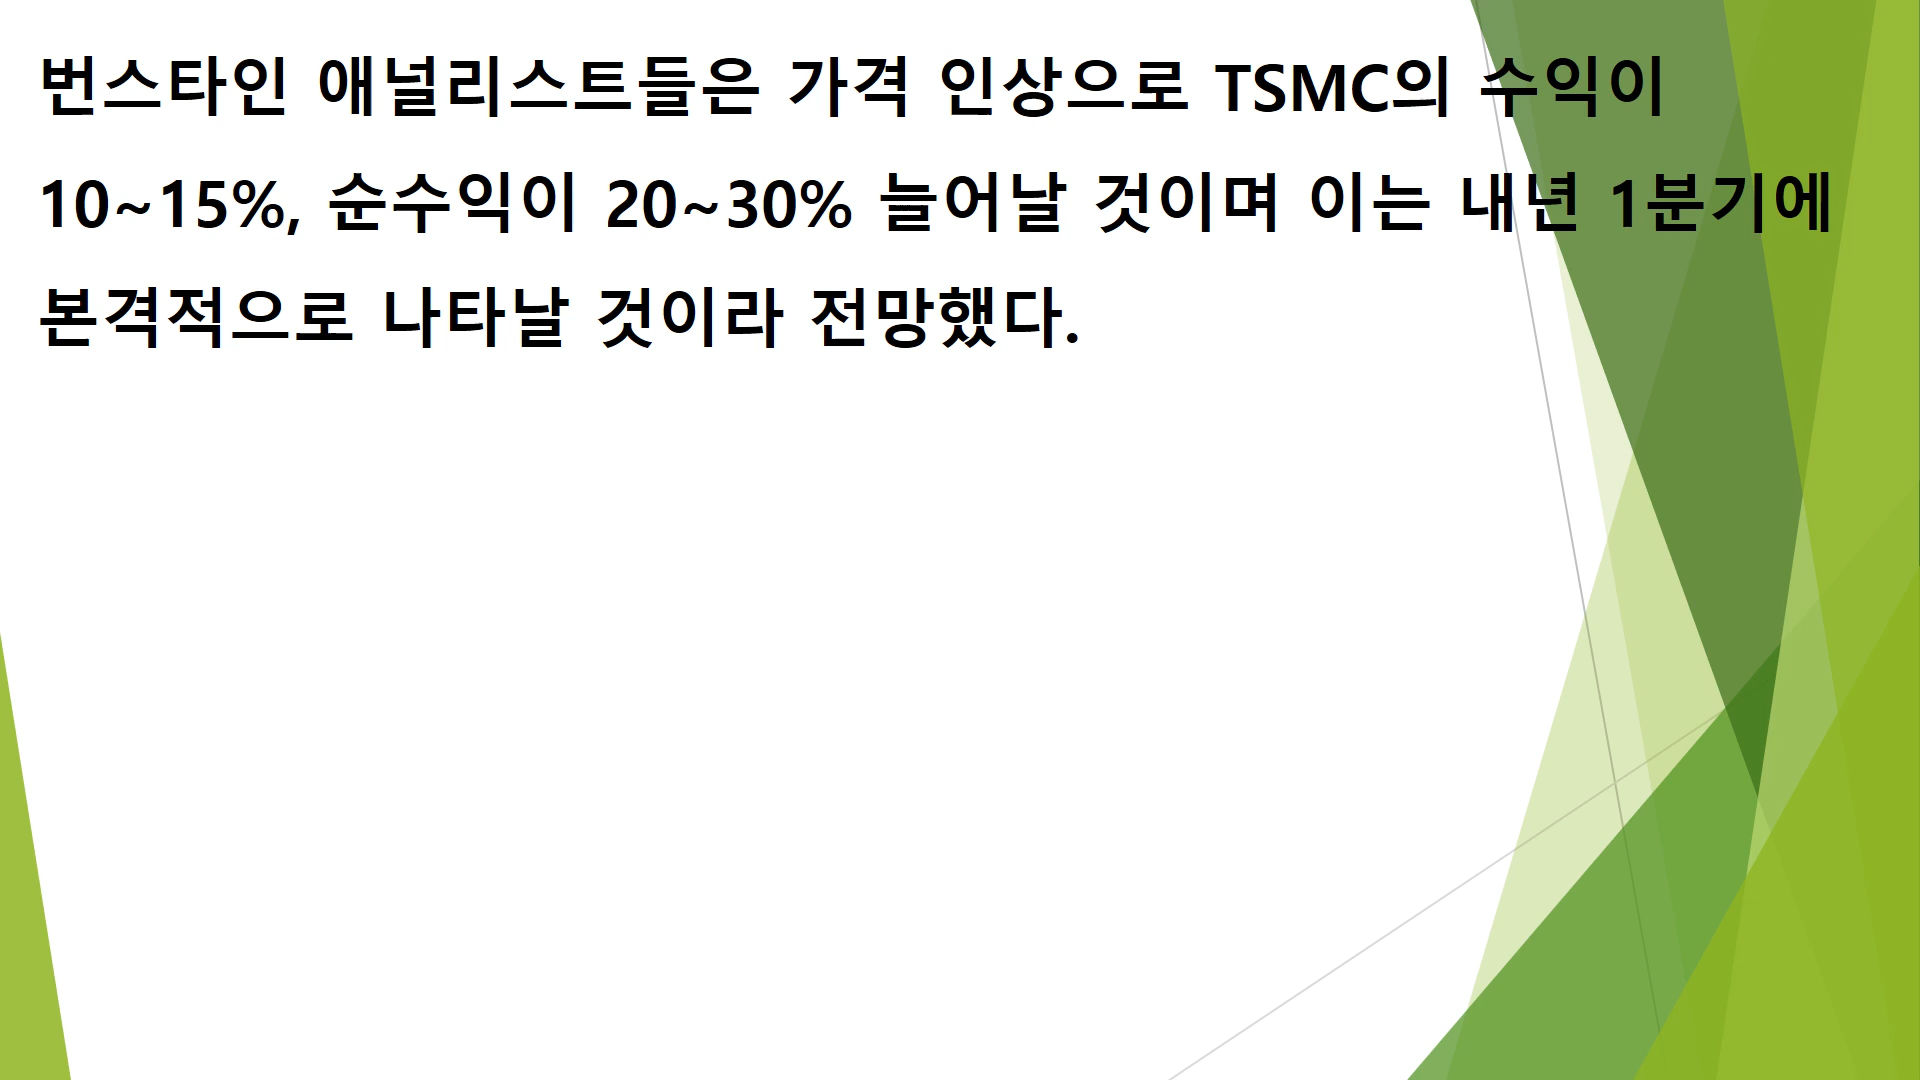 번스타인 애널리스트들은 가격 인상으로 TSMC의 수익이
10~15%, 순수익이 20~30% 늘어날 것이며 이는 내년 1분기에
본격적으로 나타날 것이라 전망했다.